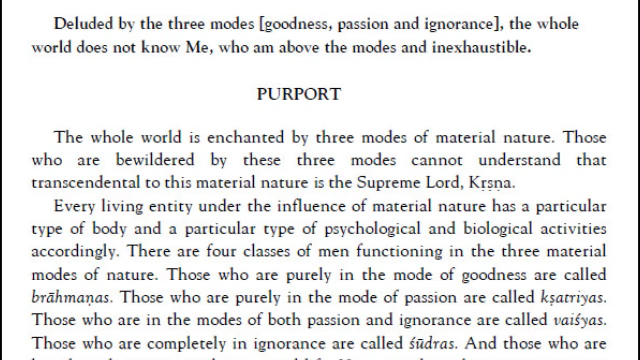 Deluded by the three modes [goodness, passion and ignorance], the whole
world does not know Me, who am above the modes and inexhaustible.
PURPORT
The whole world is enchanted by three modes of material nature. Those
who are bewildered by these three modes cannot understand that
transcendental to this material nature is the Supreme Lord, Kṛṣṇa.
Every living entity under the influence of material nature has a particular
type of body and a particular type of psychological and biological activities
accordingly. There are four classes of men functioning in the three material
modes of nature. Those who are purely in the mode of goodness are called
brāhmaṇas. Those who are purely in the mode of passion are called kṣatriyas.
Those who are in the modes of both passion and ignorance are called vaiśyas.
Those who are completely in ignorance are called śūdras. And those who are